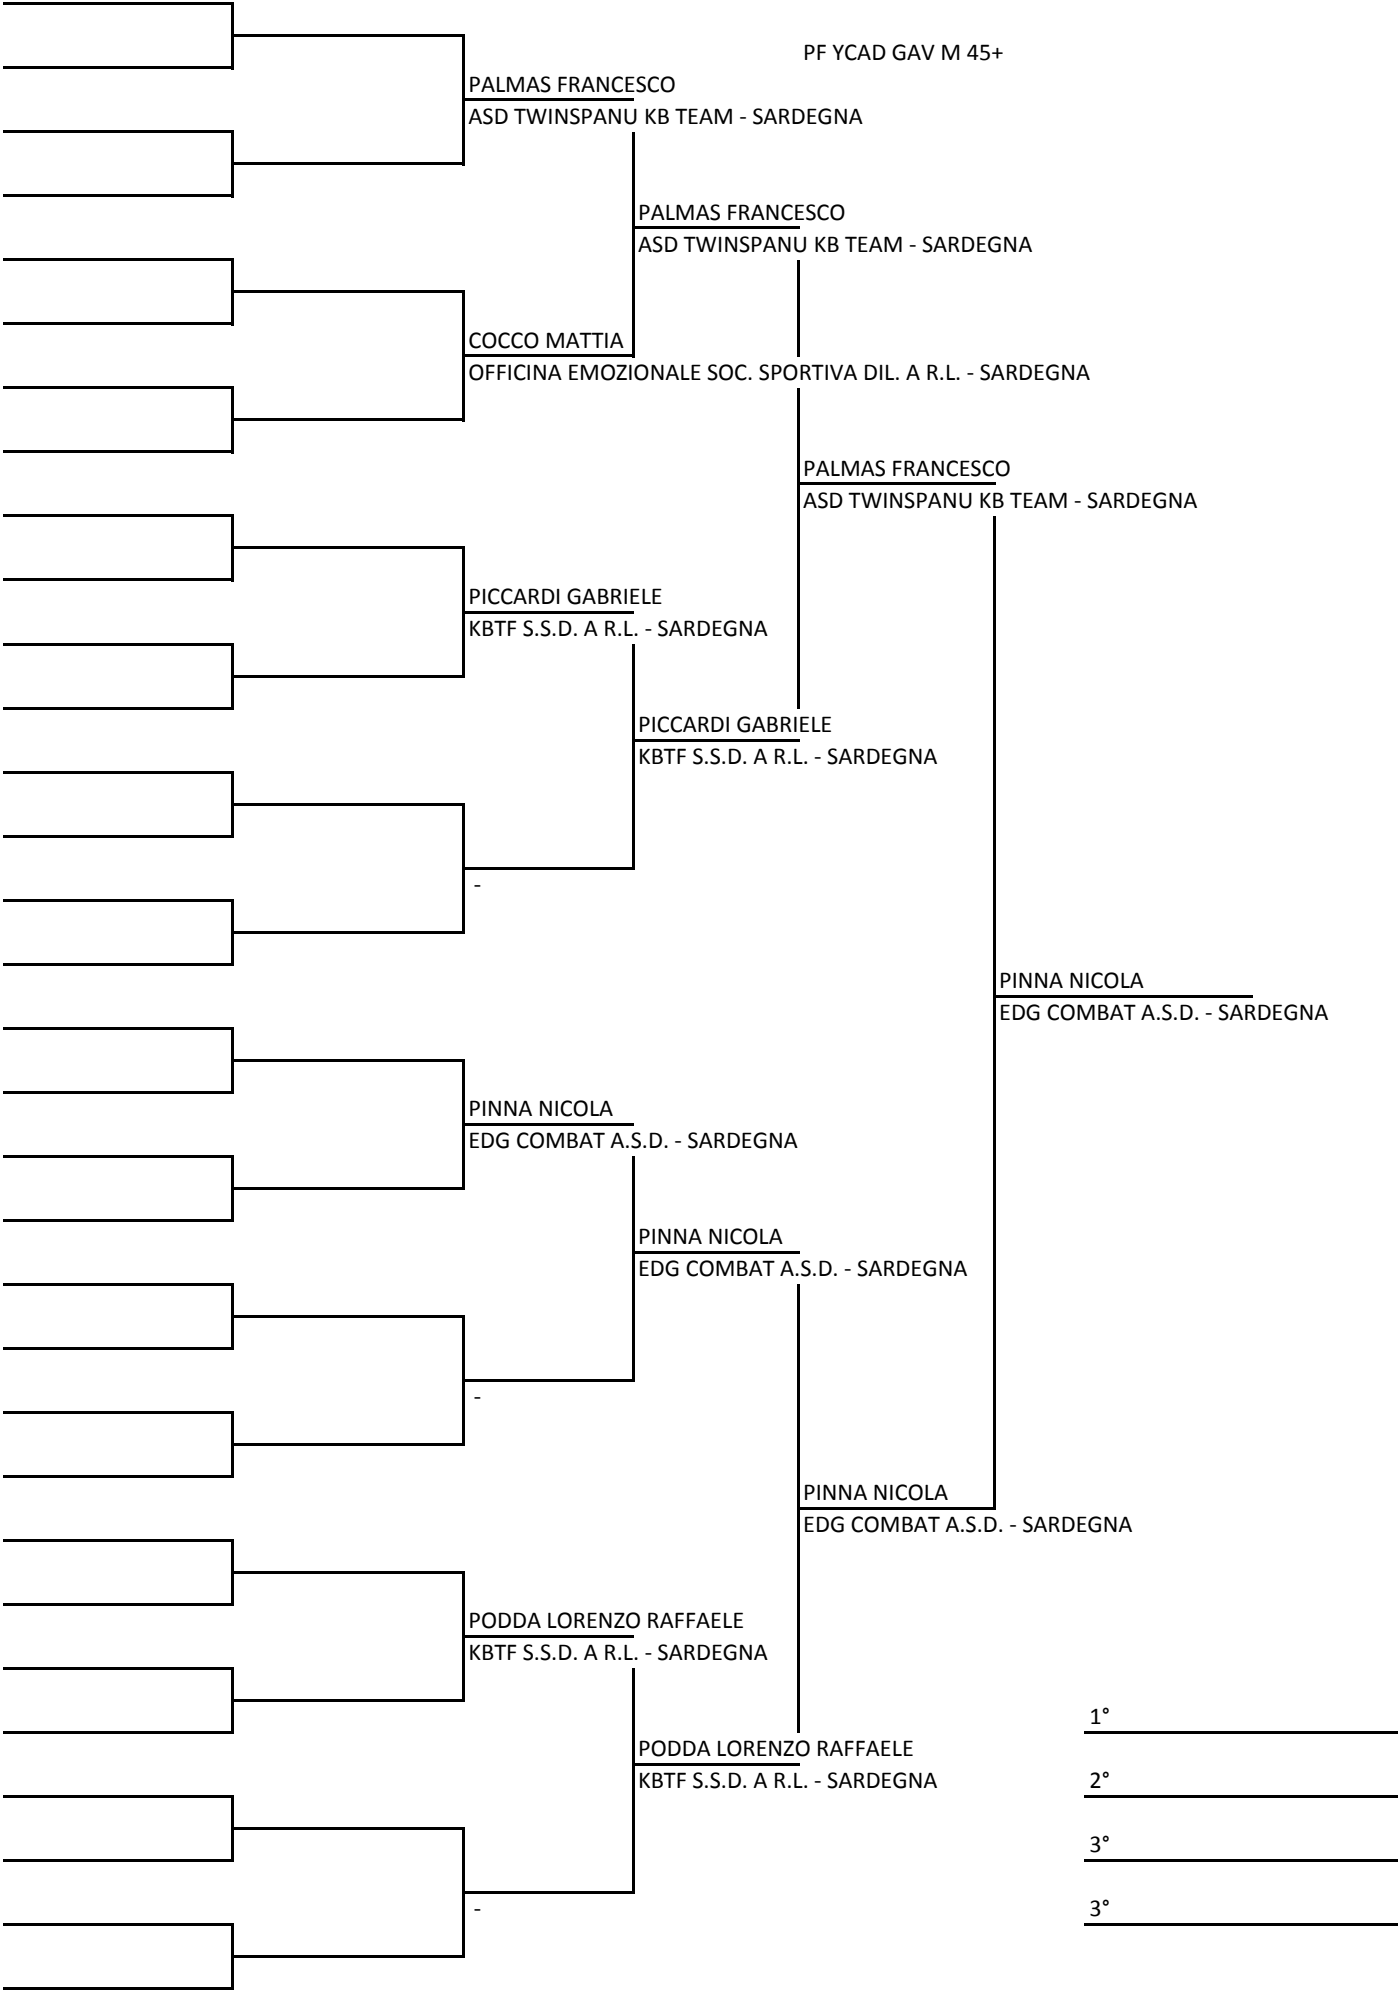 PF YCAD GAV M 45+
PALMAS FRANCESCO
ASD TWINSPANU KB TEAM - SARDEGNA
PALMAS FRANCESCO
ASD TWINSPANU KB TEAM - SARDEGNA
COCCO MATTIA
OFFICINA EMOZIONALE SOC. SPORTIVA DIL. A R.L. - SARDEGNA
PALMAS FRANCESCO
ASD TWINSPANU KB TEAM - SARDEGNA
PICCARDI GABRIELE
KBTF S.S.D. A R.L. - SARDEGNA
PICCARDI GABRIELE
KBTF S.S.D. A R.L. - SARDEGNA
-
PINNA NICOLA
EDG COMBAT A.S.D. - SARDEGNA
PINNA NICOLA
EDG COMBAT A.S.D. - SARDEGNA
PINNA NICOLA
EDG COMBAT A.S.D. - SARDEGNA
-
PINNA NICOLA
EDG COMBAT A.S.D. - SARDEGNA
PODDA LORENZO RAFFAELE
KBTF S.S.D. A R.L. - SARDEGNA
PODDA LORENZO RAFFAELE
KBTF S.S.D. A R.L. - SARDEGNA
-
1°
2°
3°
3°